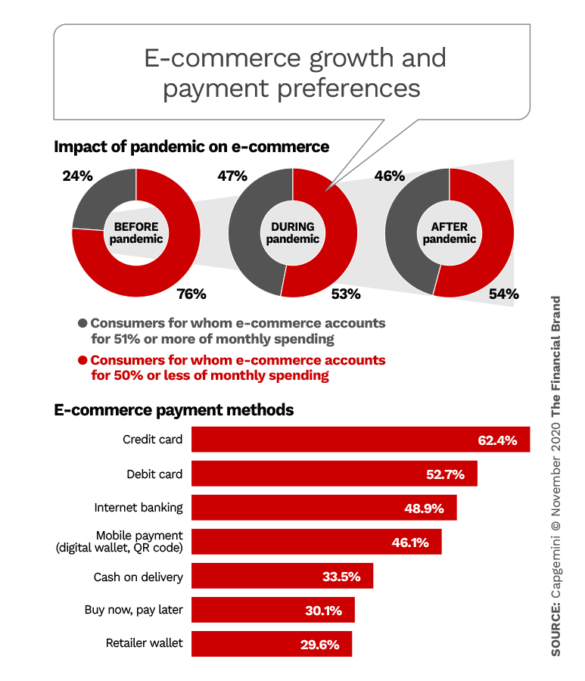 E-commerce growth and
payment preferences
Impact of pandemic on e-commerce
24%
BEFORE
pandemic
76%
47%
DURING
pandemic
53%
46%
AFTER
pandemic
54%
Consumers for whom e-commerce accounts
for 51% or more of monthly spending
Consumers for whom e-commerce accounts
for 50% or less of monthly spending
E-commerce payment methods
Credit card 62.4%
Debit card 52.7%
Internet banking 48.9%
Mobile payment
(digital wallet, QR code) 46.1%
Cash on delivery 33.5%
Buy now, pay later 30.1%
Retailer wallet 29.6%
SOURCE: Capgemini © November 2020 The Financial Brand